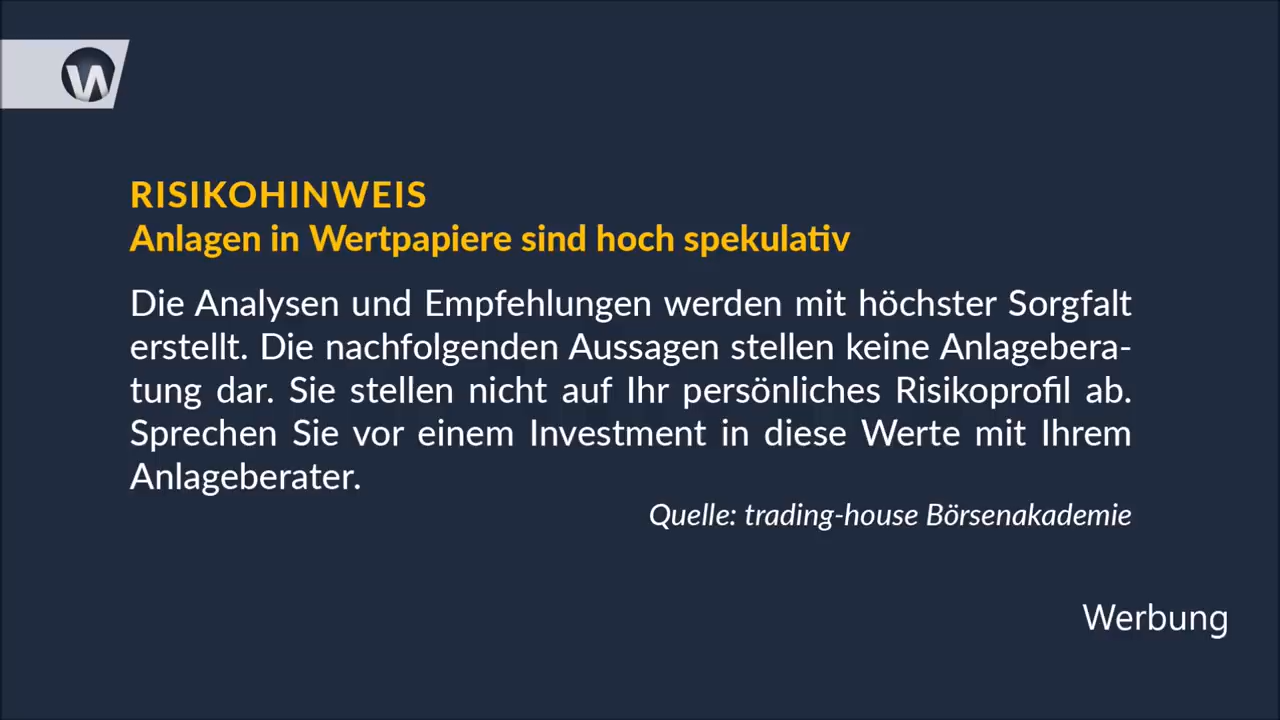 W
RISIKOHINWEIS
Anlagen in Wertpapiere sind hoch spekulativ
Die Analysen und Empfehlungen werden mit höchster Sorgfalt
erstellt. Die nachfolgenden Aussagen stellen keine Anlagebera-
tung dar. Sie stellen nicht auf Ihr persönliches Risikoprofil ab.
Sprechen Sie vor einem Investment in diese Werte mit Ihrem
Anlageberater.
Quelle: trading-house Börsenakademie
Werbung